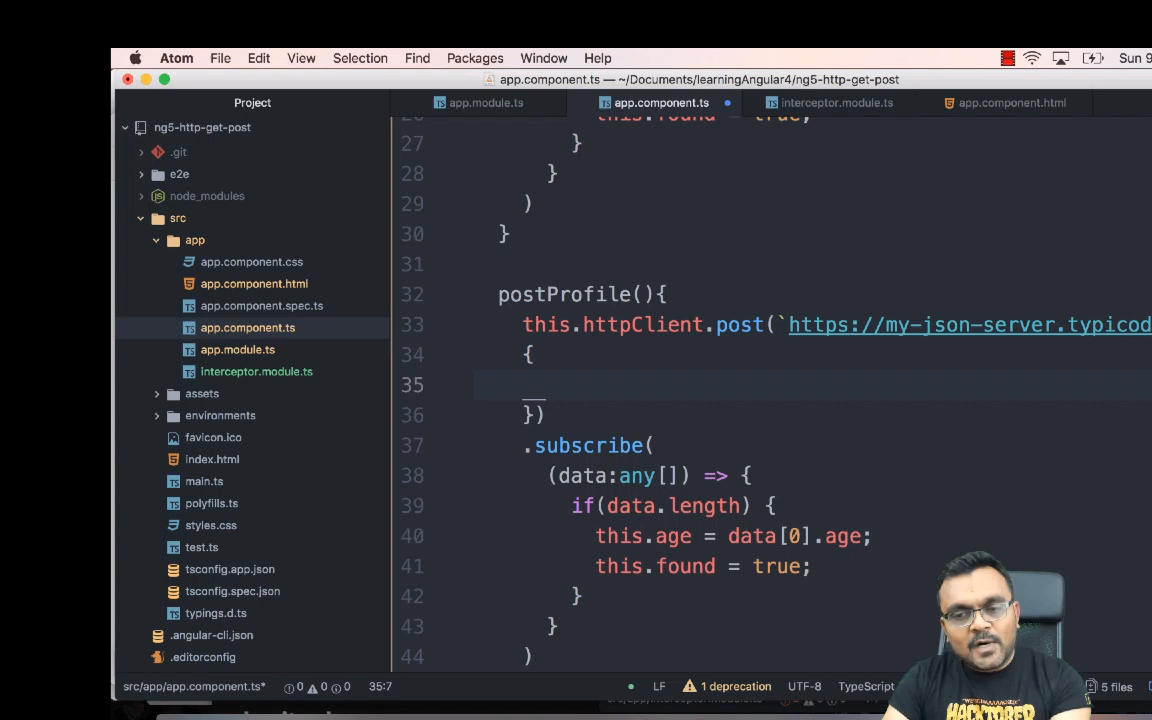 Atom File Edit View Selection Find Packages Window Help Sun 9
app.component.ts — ~/Documents/learningAngular4/ng5-http-get-post
Project
app.module.ts app.component.ts interceptor.module.ts app.component.html
ng5-http-get-post
.git
e2e
node_modules
src
app
app.component.css
app.component.html
app.component.spec.ts
app.component.ts
app.module.ts
interceptor.module.ts
assets
environments
favicon.ico
index.html
main.ts
polyfills.ts
styles.css
test.ts
tsconfig.app.json
tsconfig.spec.json
typings.d.ts
.angular-cli.json
.editorconfig
26 this.found = true;
27 }
28 }
29 )
30 }
31
32 postProfile(){
33 this.httpClient.post(`https://my-json-server.typicod
34 {
35
36 })
37 .subscribe(
38 (data:any[]) => {
39 if(data.length) {
40 this.age = data[0].age;
41 this.found = true;
42 }
43 }
44 )
src/app/app.component.ts* 0 0 0 35:7 LF 1 deprecation UTF-8 TypeScript 5 files
HACKTOBER